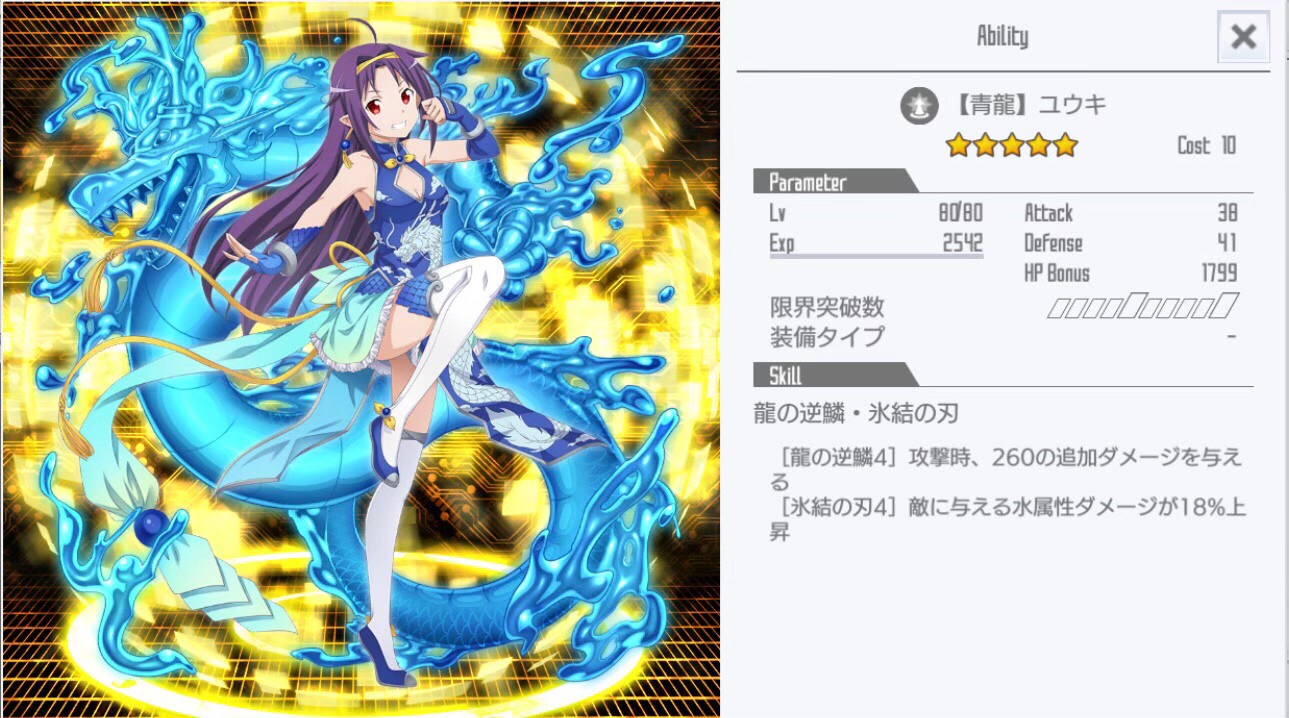 Ability
【青龍】ユウキ
Cost 10
Parameter
Lv 80/80
Attack 38
Exp 2542
Defense 41
HP Bonus 1799
限界突破数
装備タイプ -
Skill
龍の逆鱗・氷結の刃
［龍の逆鱗4］攻撃時、260の追加ダメージを与え
る
［氷結の刃4］敵に与える水属性ダメージが18%上
昇